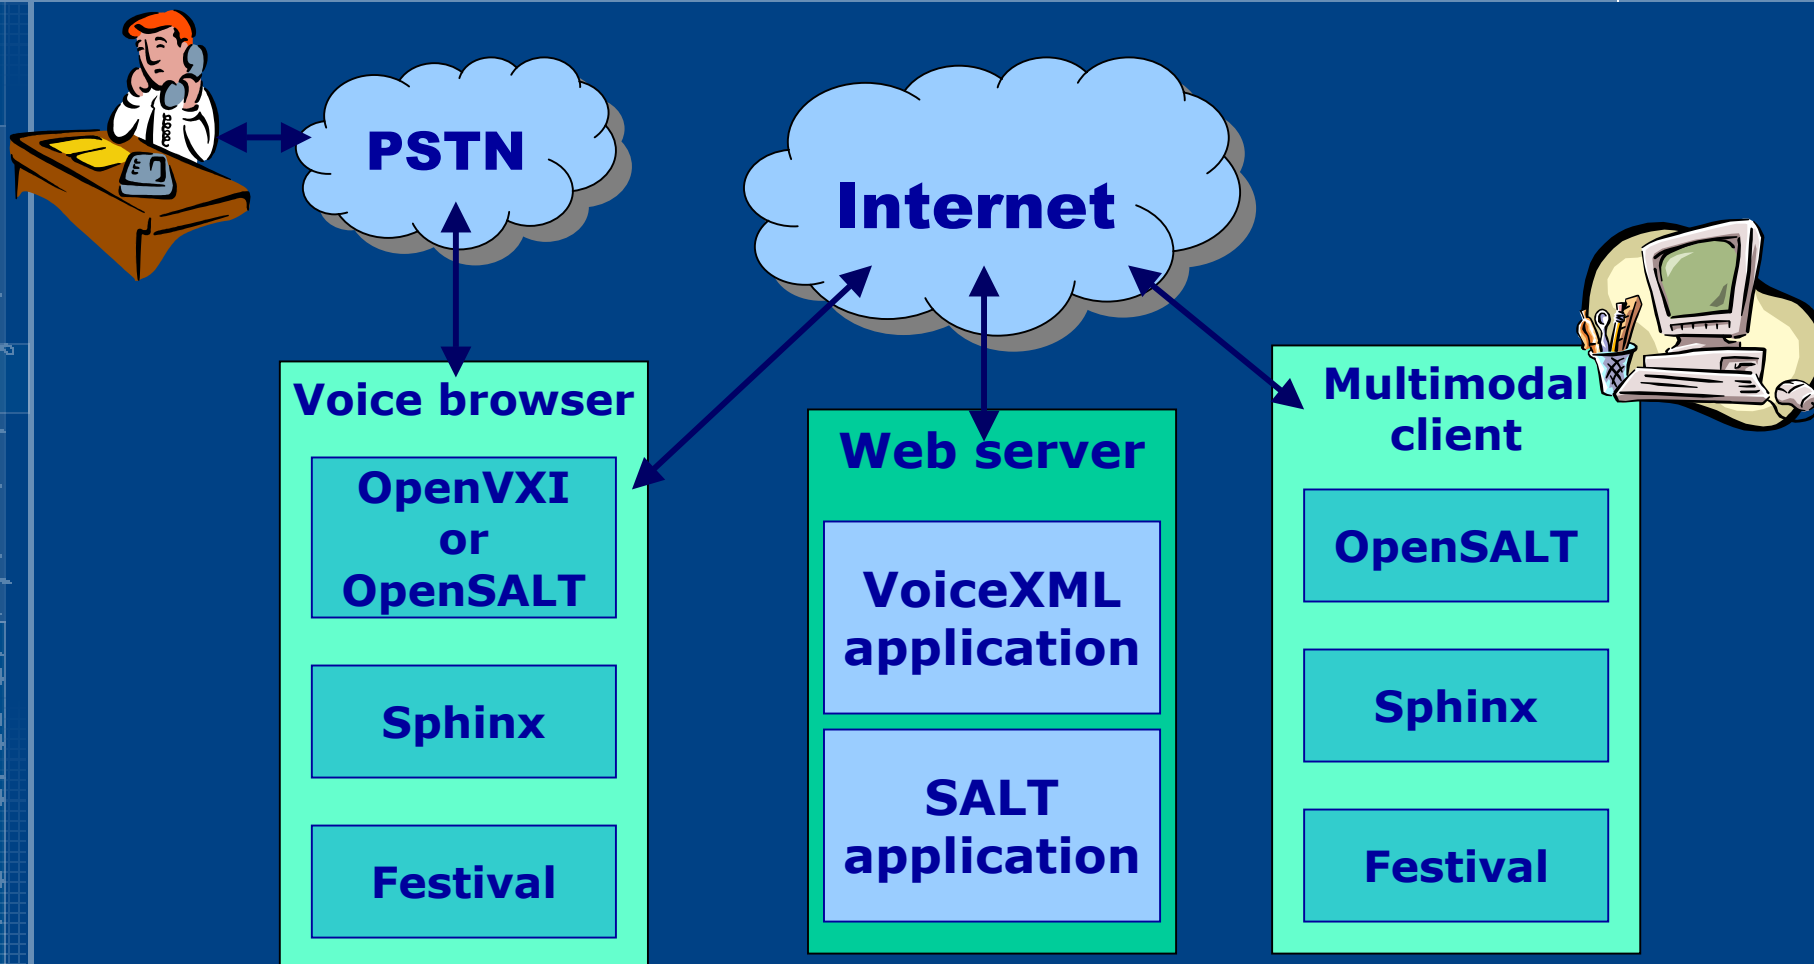 PSTN
Internet
Voice browser
OpenVXI
or
OpenSALT
Sphinx
Festival
Web server
VoiceXML
application
SALT
application
Multimodal
client
OpenSALT
Sphinx
Festival